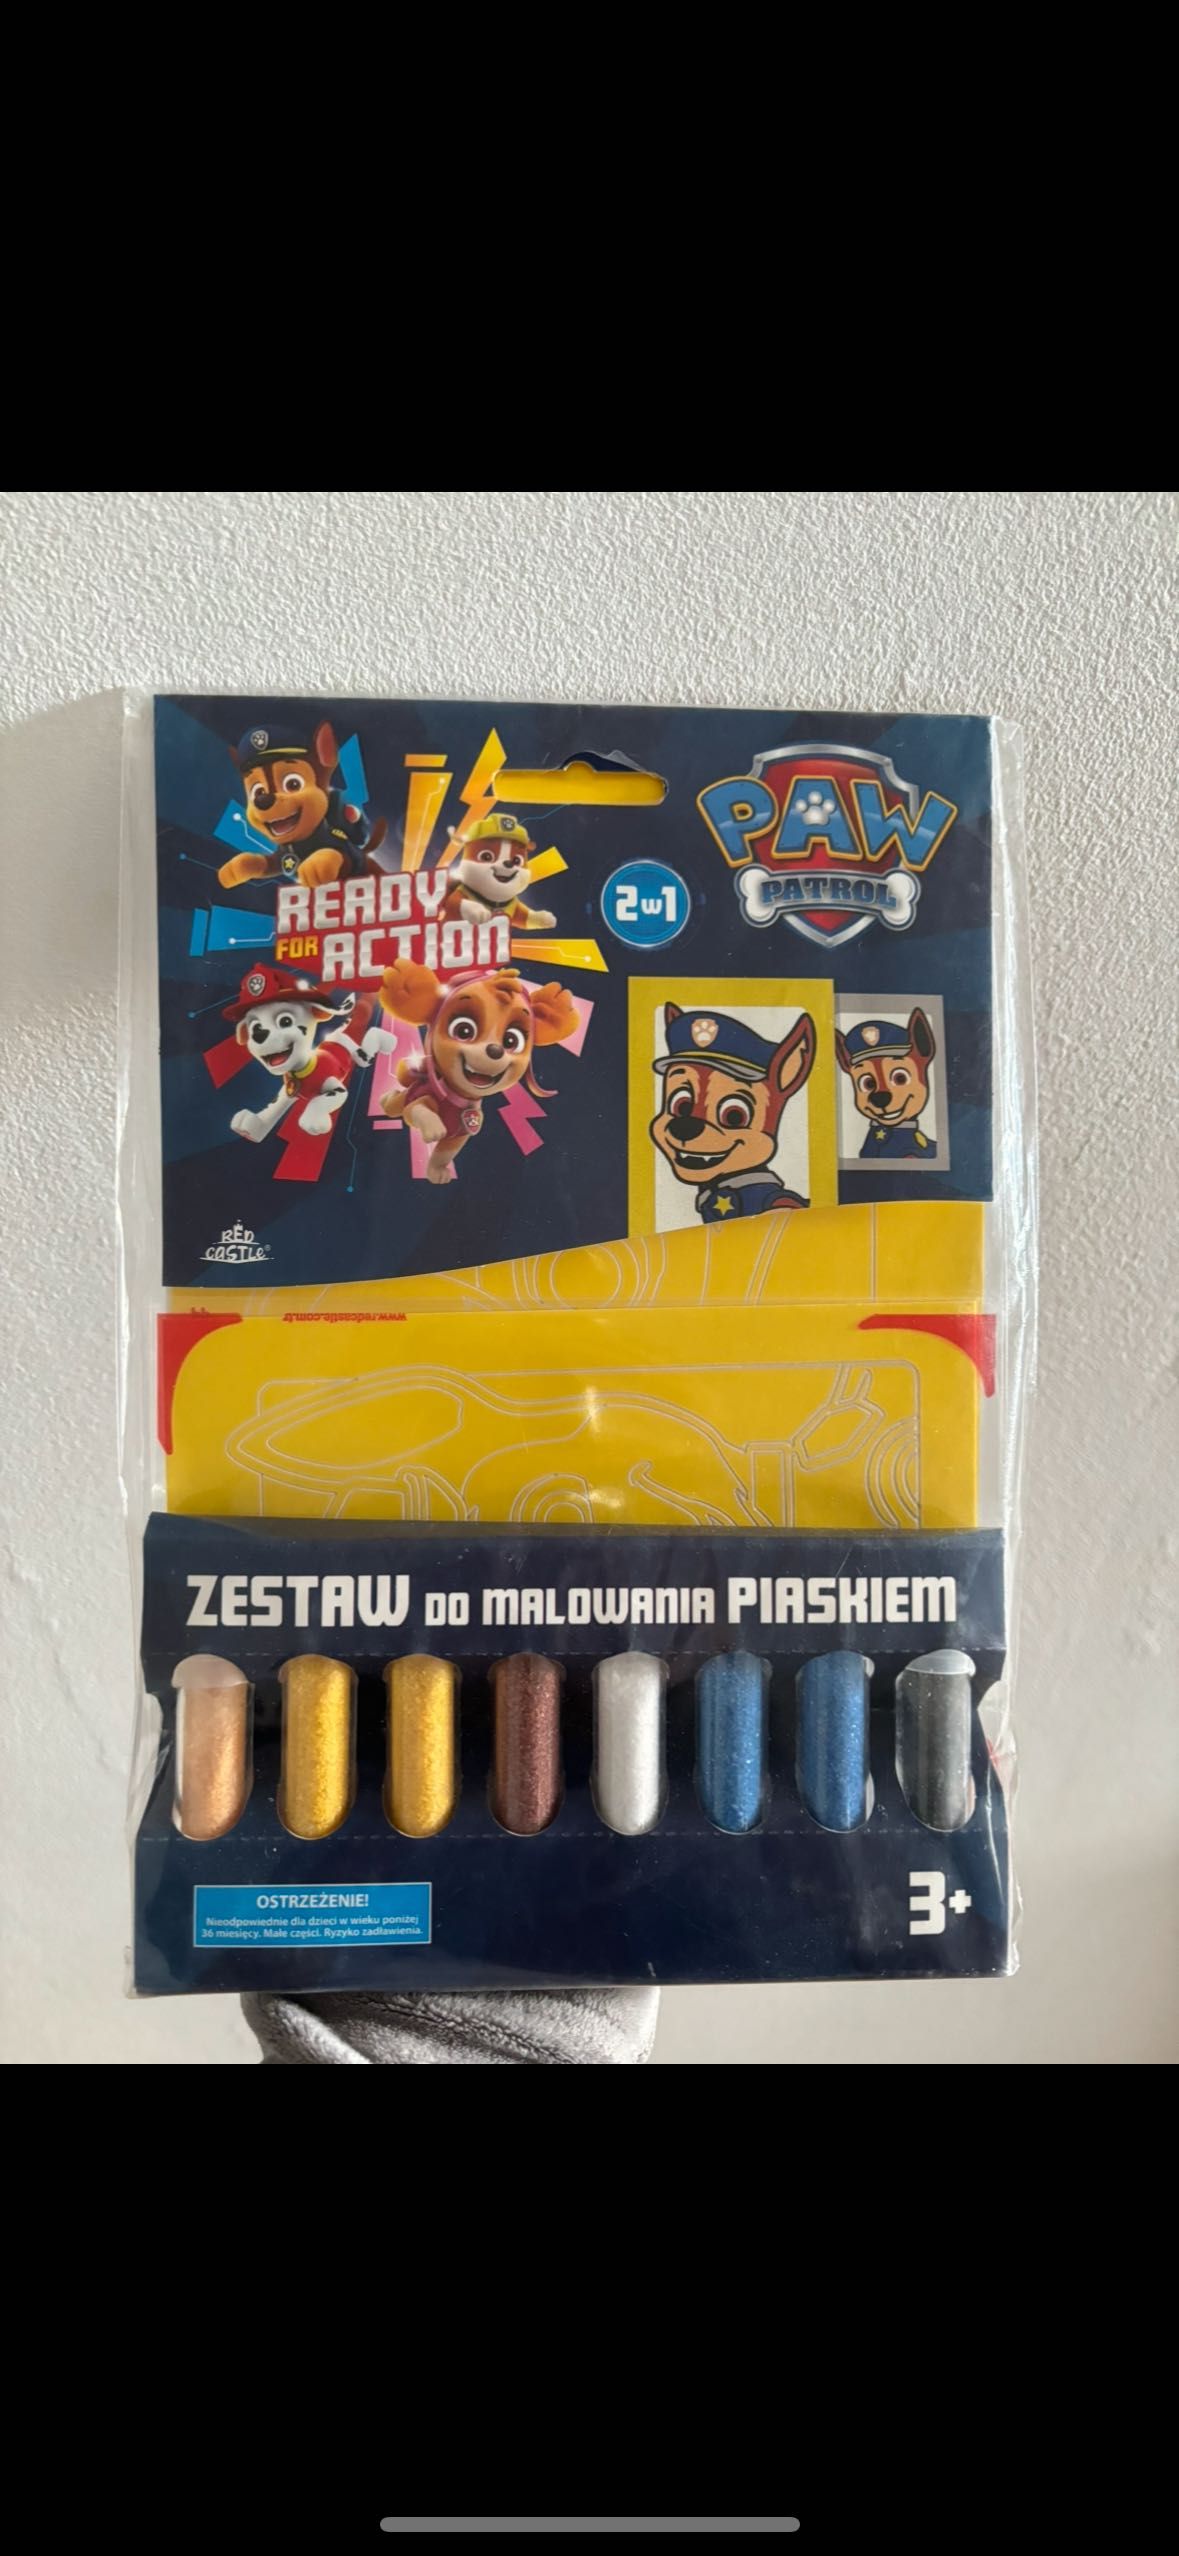 READY
FOR ACTION
2w1
PAW
PATROL
RED
CASTLE®
www.redcastle.com.tr
ZESTAW DO MALOWANIA PIASKIEM
OSTRZEŻENIE!
Nieodpowiednie dla dzieci w wieku poniżej
36 miesięcy. Małe części. Ryzyko zadławienia.
3+